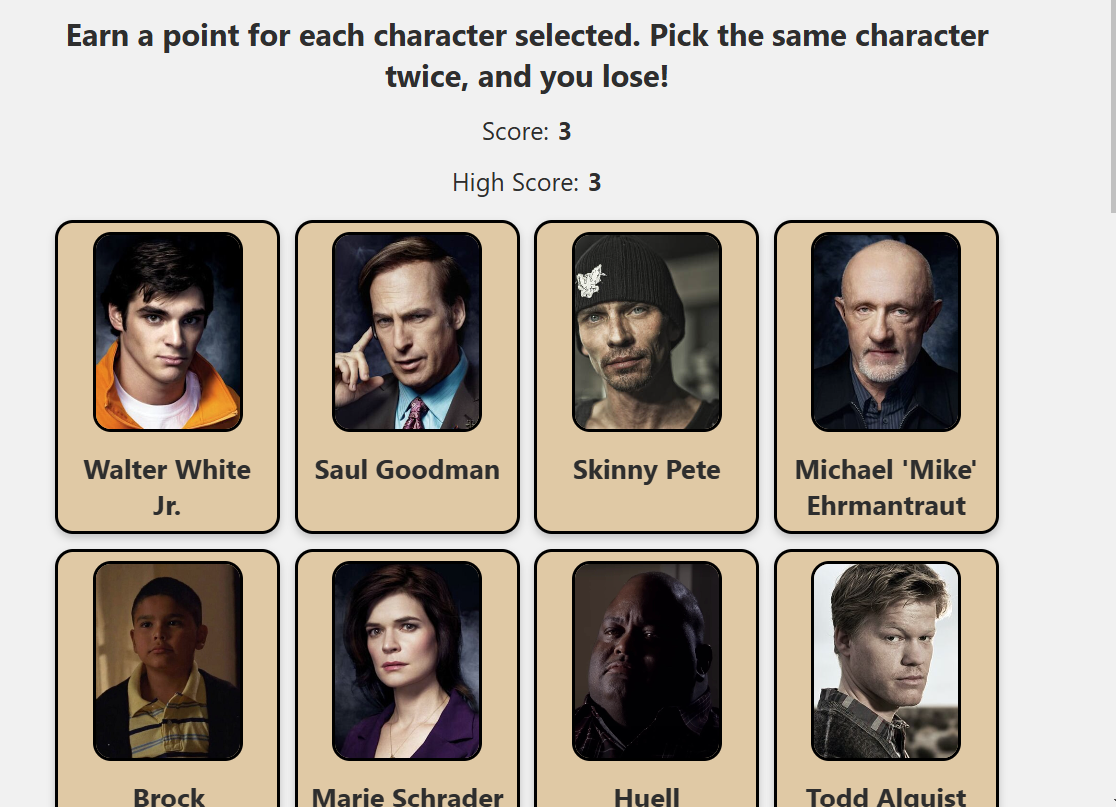 Earn a point for each character selected. Pick the same character
twice, and you lose!
Score: 3
High Score: 3
Walter White
Jr.
Saul Goodman
Skinny Pete
Michael 'Mike'
Ehrmantraut
Brock
Marie Schrader
Huell
Todd Alquist